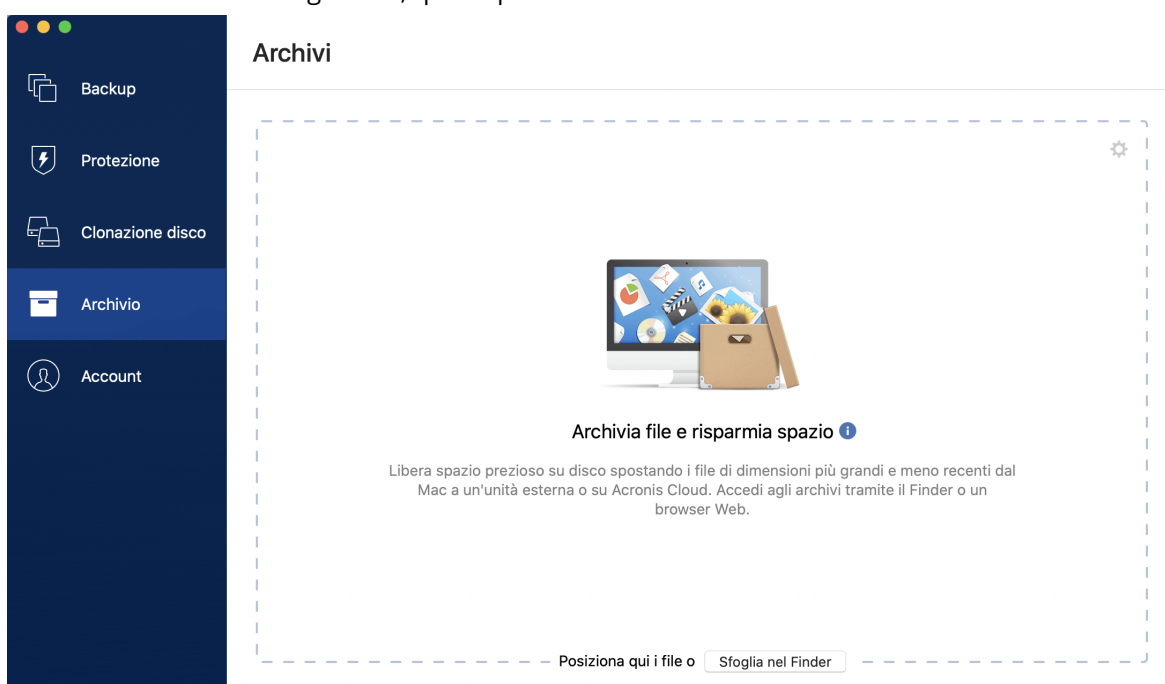 Archivi
Backup
Protezione
Clonazione disco
Archivio
Account
Archivia file e risparmia spazio
Libera spazio prezioso su disco spostando i file di dimensioni più grandi e meno recenti dal
Mac a un'unità esterna o su Acronis Cloud. Accedi agli archivi tramite il Finder o un
browser Web.
Posiziona qui i file o Sfoglia nel Finder